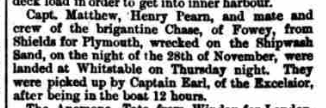 deck load in order to get into inner harbour.
Capt. Matthew, Henry Pearn, and mate and
crew of the brigantine Chase, of Fowey, from
Shields for Plymouth, wrecked on the Shipwash
Sand, on the night of the 28th of November, were
landed at Whitstable on Thursday night. They
were picked up by Captain Earl, of the Excelsior,
after being in the boat 12 hours.